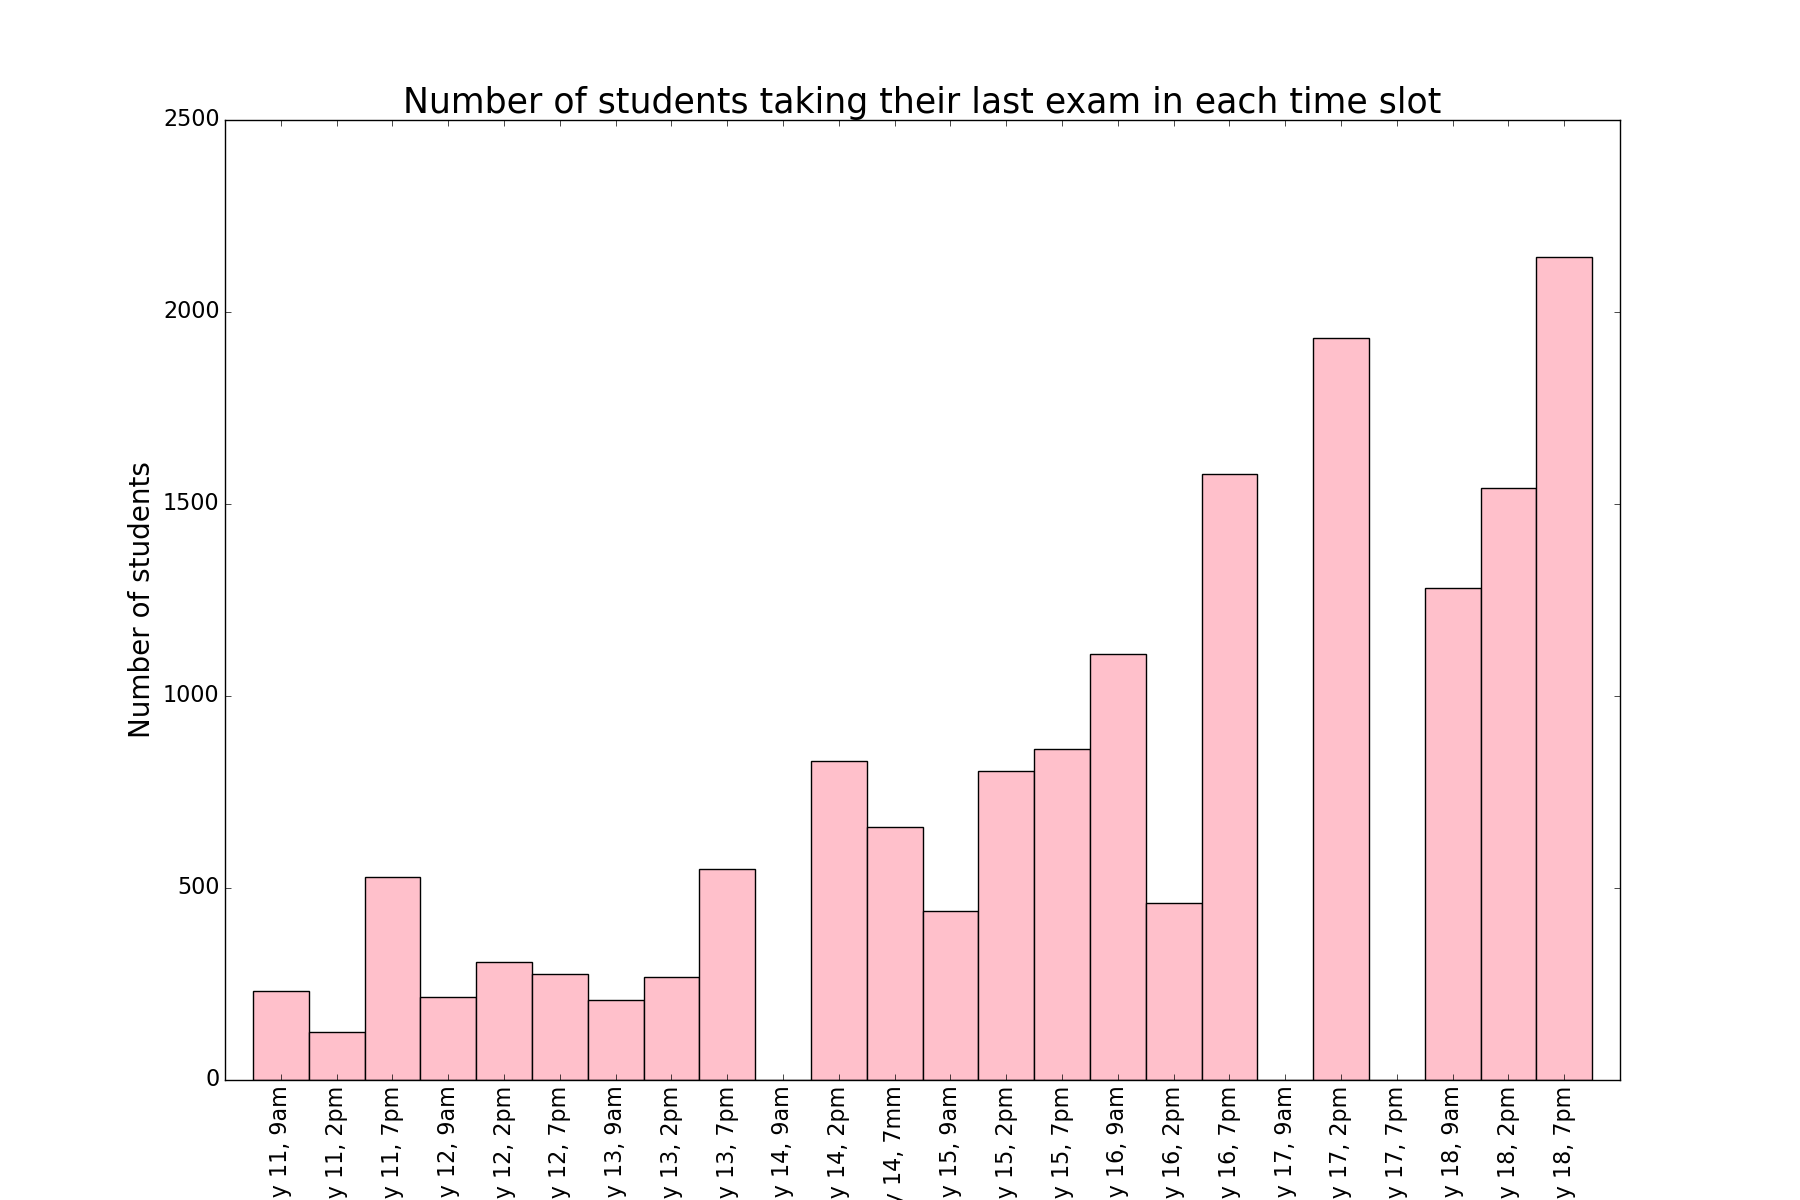 Number of students taking their last exam in each time slot
2500
2000
1500
1000
500
0
Number of students
y 11, 9am
y 11, 2pm
y 11, 7pm
y 12, 9am
y 12, 2pm
y 12, 7pm
y 13, 9am
y 13, 2pm
y 13, 7pm
y 14, 9am
y 14, 2pm
y 14, 7mm
y 15, 9am
y 15, 2pm
y 15, 7pm
y 16, 9am
y 16, 2pm
y 16, 7pm
y 17, 9am
y 17, 2pm
y 17, 7pm
y 18, 9am
y 18, 2pm
y 18, 7pm